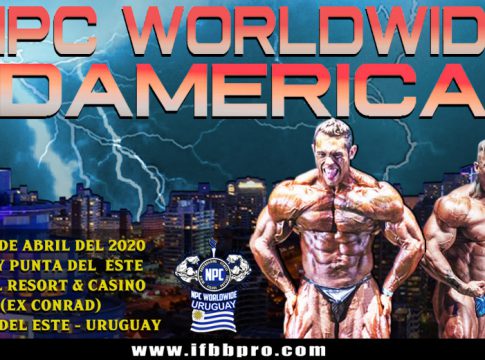 NPC WORLDWIDE
DAMERICA
DE ABRIL DEL 2020
Y PUNTA DEL ESTE
RESORT & CASINO
(EX CONRAD)
DEL ESTE - URUGUAY
NPC
NPC WORLDWIDE
URUGUAY
www.ifbbpro.com